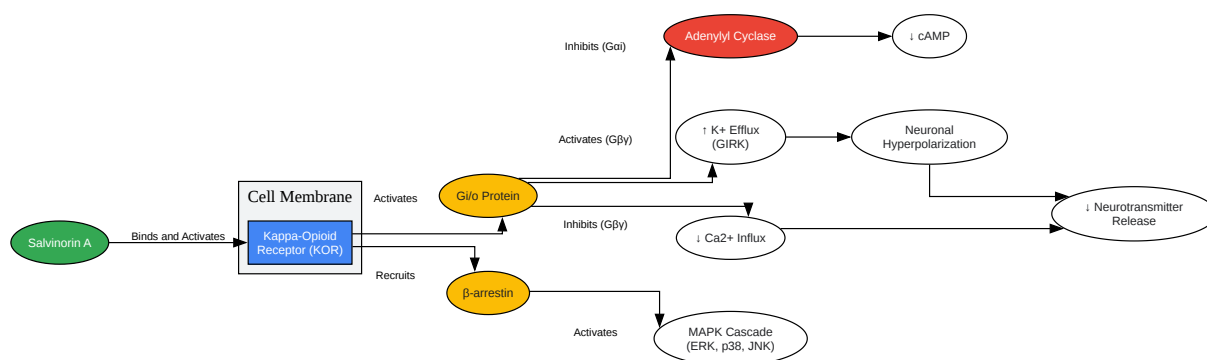 Inhibits (Gαi)
Adenylyl Cyclase
↓ cAMP
Activates (Gβγ)
↑ K+ Efflux
(GIRK)
Neuronal
Hyperpolarization
Cell Membrane
Activates
Gi/o Protein
Inhibits (Gβγ)
↓ Neurotransmitter
Release
Salvinorin A
Binds and Activates
Kappa-Opioid
Receptor (KOR)
↓ Ca2+ Influx
Recruits
β-arrestin
Activates
MAPK Cascade
(ERK, p38, JNK)